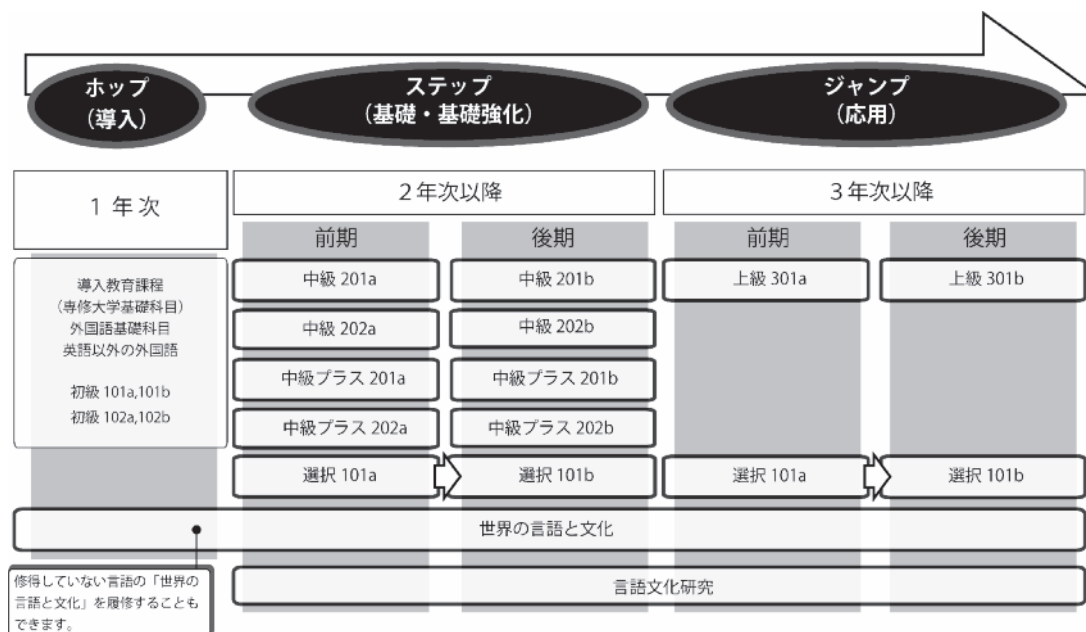 ホップ
（導入）
ステップ
（基礎・基礎強化）
ジャンプ
（応用）
1 年 次
2年次以降
3年次以降
前期
後期
前期
後期
導入教育課程
（専修大学基礎科目）
外国語基礎科目
英語以外の外国語
初級 101a,101b
初級 102a,102b
中級 201a
中級 201b
上級 301a
上級 301b
中級 202a
中級 202b
中級プラス 201a
中級プラス 201b
中級プラス 202a
中級プラス 202b
選択 101a
選択 101b
選択 101a
選択 101b
世界の言語と文化
修得していない言語の「世界の
言語と文化」を履修することも
できます。
言語文化研究